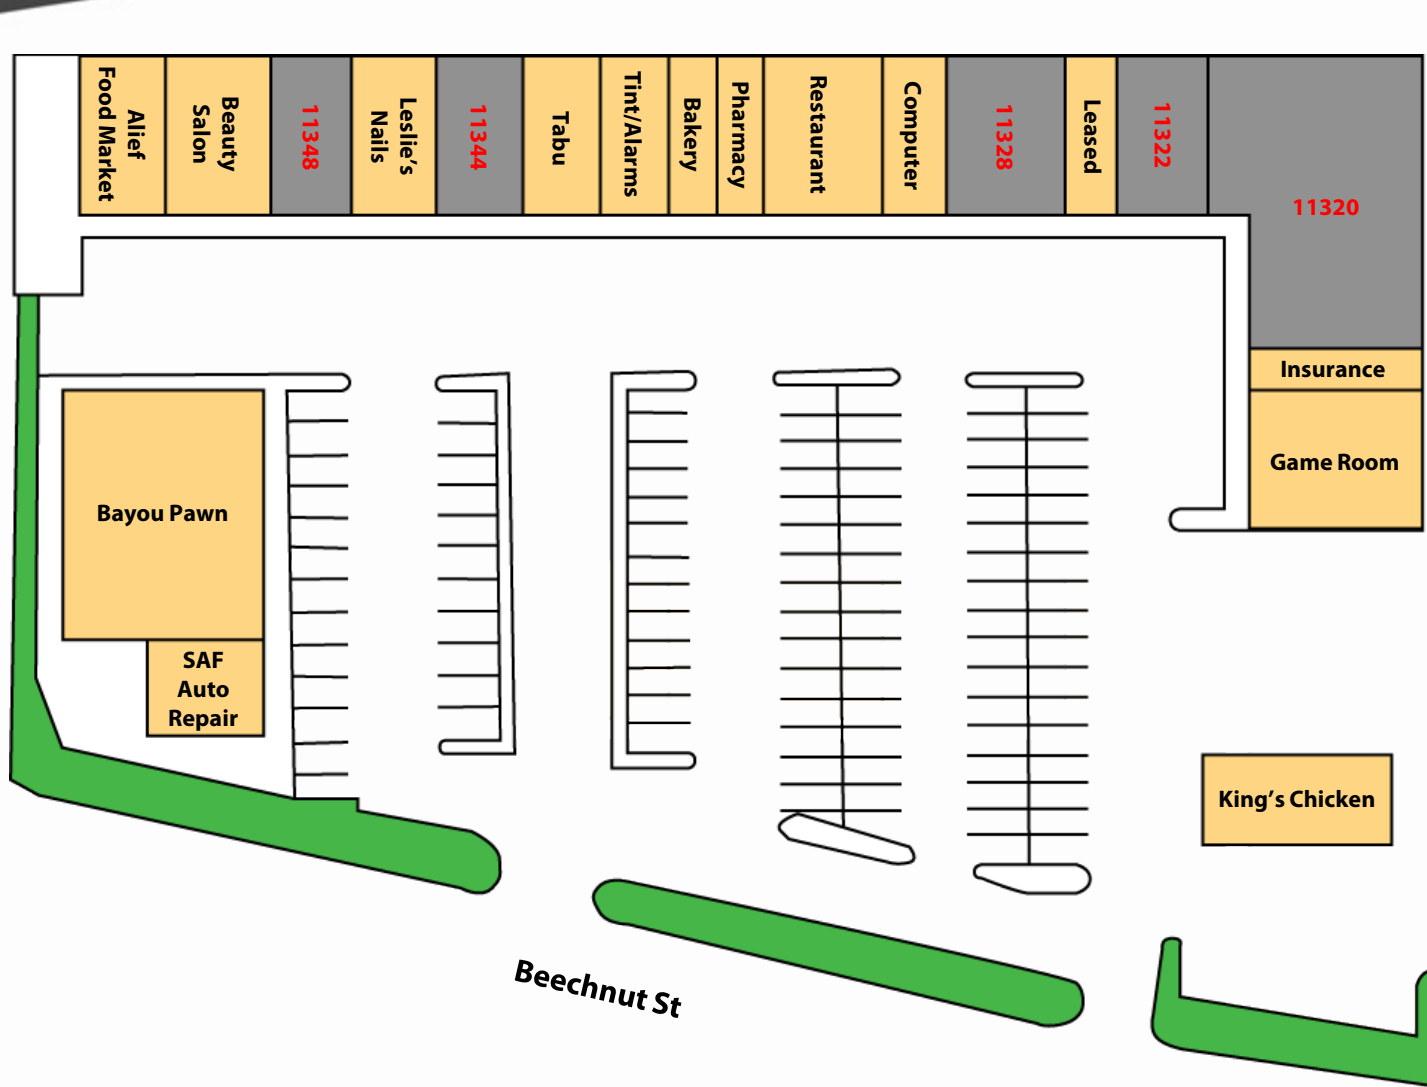 Alief
Food Market
Beauty
Salon
11348
Leslie's
Nails
11344
Tabu
Tint/Alarms
Bakery
Pharmacy
Restaurant
Computer
11328
Leased
11322
11320
Insurance
Game Room
Bayou Pawn
SAF
Auto
Repair
King's Chicken
Beechnut St